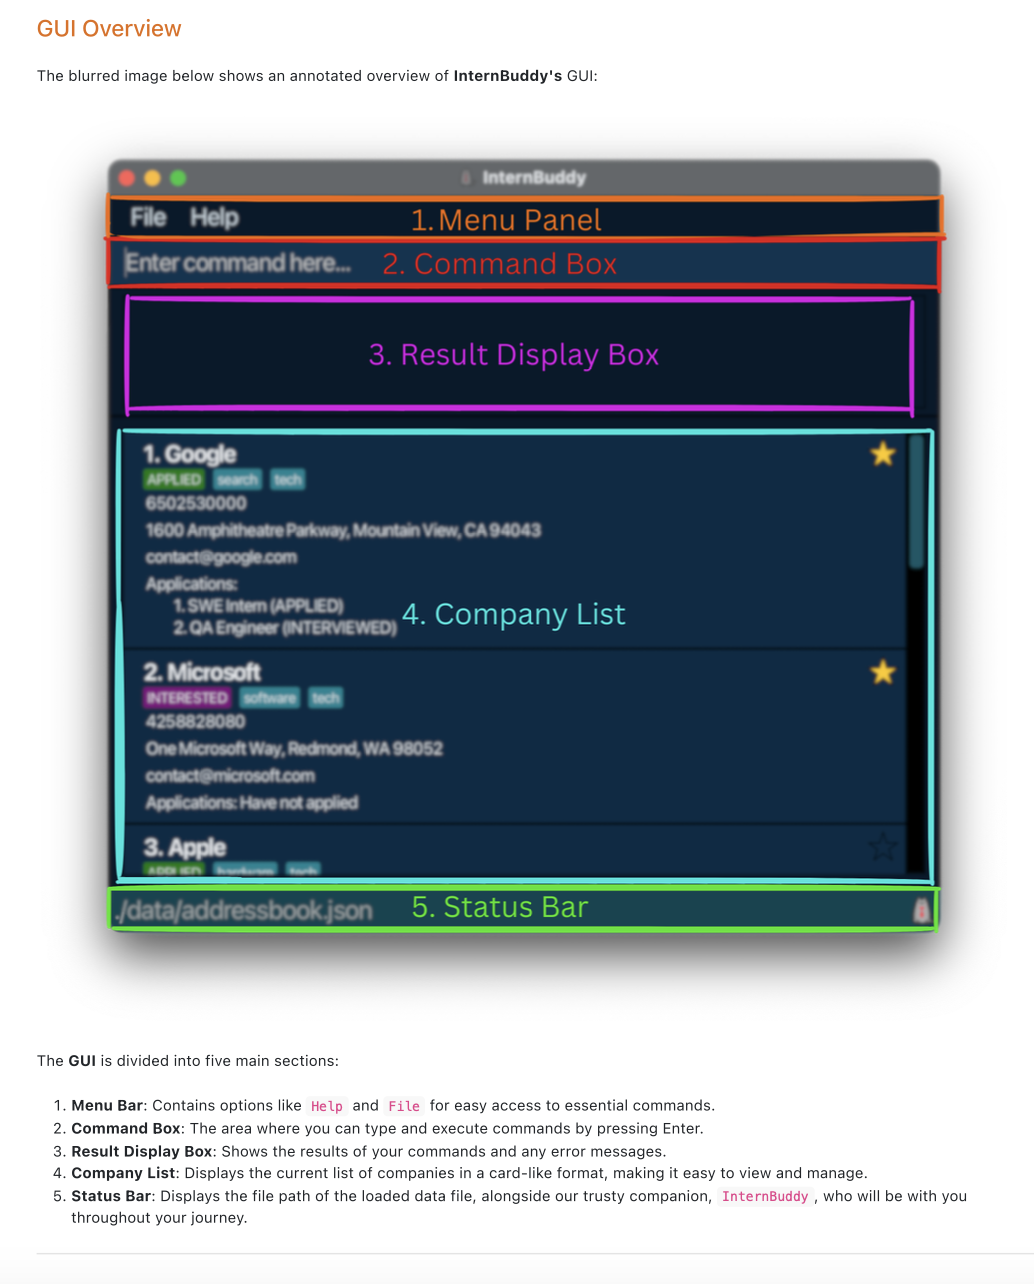 GUI Overview
The blurred image below shows an annotated overview of InternBuddy's GUI:
InternBuddy
File Help
1. Menu Panel
Enter command here...
2. Command Box
3. Result Display Box
1. Google
APPLIED search tech
6502530000
1600 Amphitheatre Parkway, Mountain View, CA 94043
contact@google.com
Applications:
1. SWE Intern (APPLIED)
2. QA Engineer (INTERVIEWED)
4. Company List
2. Microsoft
INTERESTED software tech
4258828080
One Microsoft Way, Redmond, WA 98052
contact@microsoft.com
Applications: Have not applied
3. Apple
APPLIED hardware tech
./data/addressbook.json
5. Status Bar
The GUI is divided into five main sections:
1. Menu Bar: Contains options like Help and File for easy access to essential commands.
2. Command Box: The area where you can type and execute commands by pressing Enter.
3. Result Display Box: Shows the results of your commands and any error messages.
4. Company List: Displays the current list of companies in a card-like format, making it easy to view and manage.
5. Status Bar: Displays the file path of the loaded data file, alongside our trusty companion, InternBuddy , who will be with you
throughout your journey.